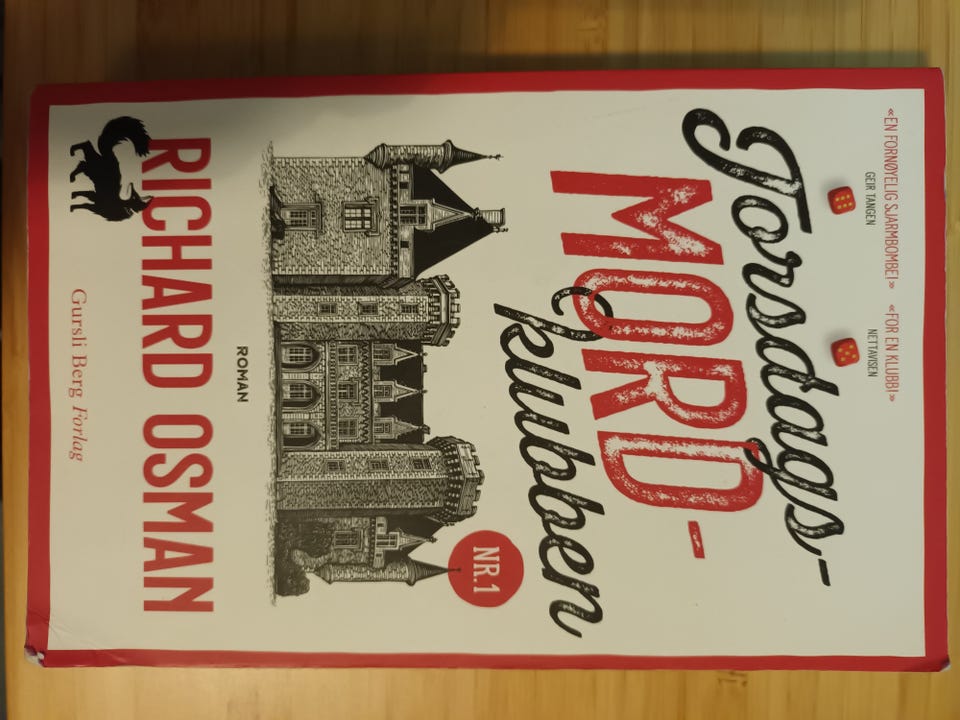 «EN FORNØYELIG SJARMBOMBE!»
GEIR TANGEN
«FOR EN KLUBB!»
NETTAVISEN
Torsdags-
MORD-
klubben
NR.1
ROMAN
RICHARD OSMAN
Gursli Berg Forlag